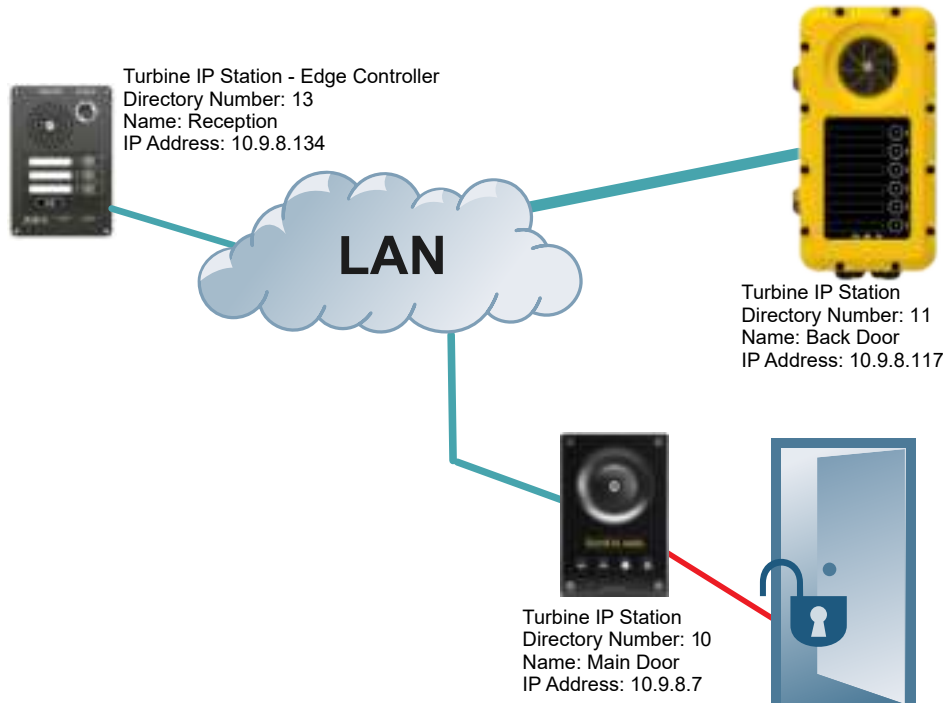 Turbine IP Station - Edge Controller
Directory Number: 13
Name: Reception
IP Address: 10.9.8.134
LAN
Turbine IP Station
Directory Number: 11
Name: Back Door
IP Address: 10.9.8.117
Turbine IP Station
Directory Number: 10
Name: Main Door
IP Address: 10.9.8.7